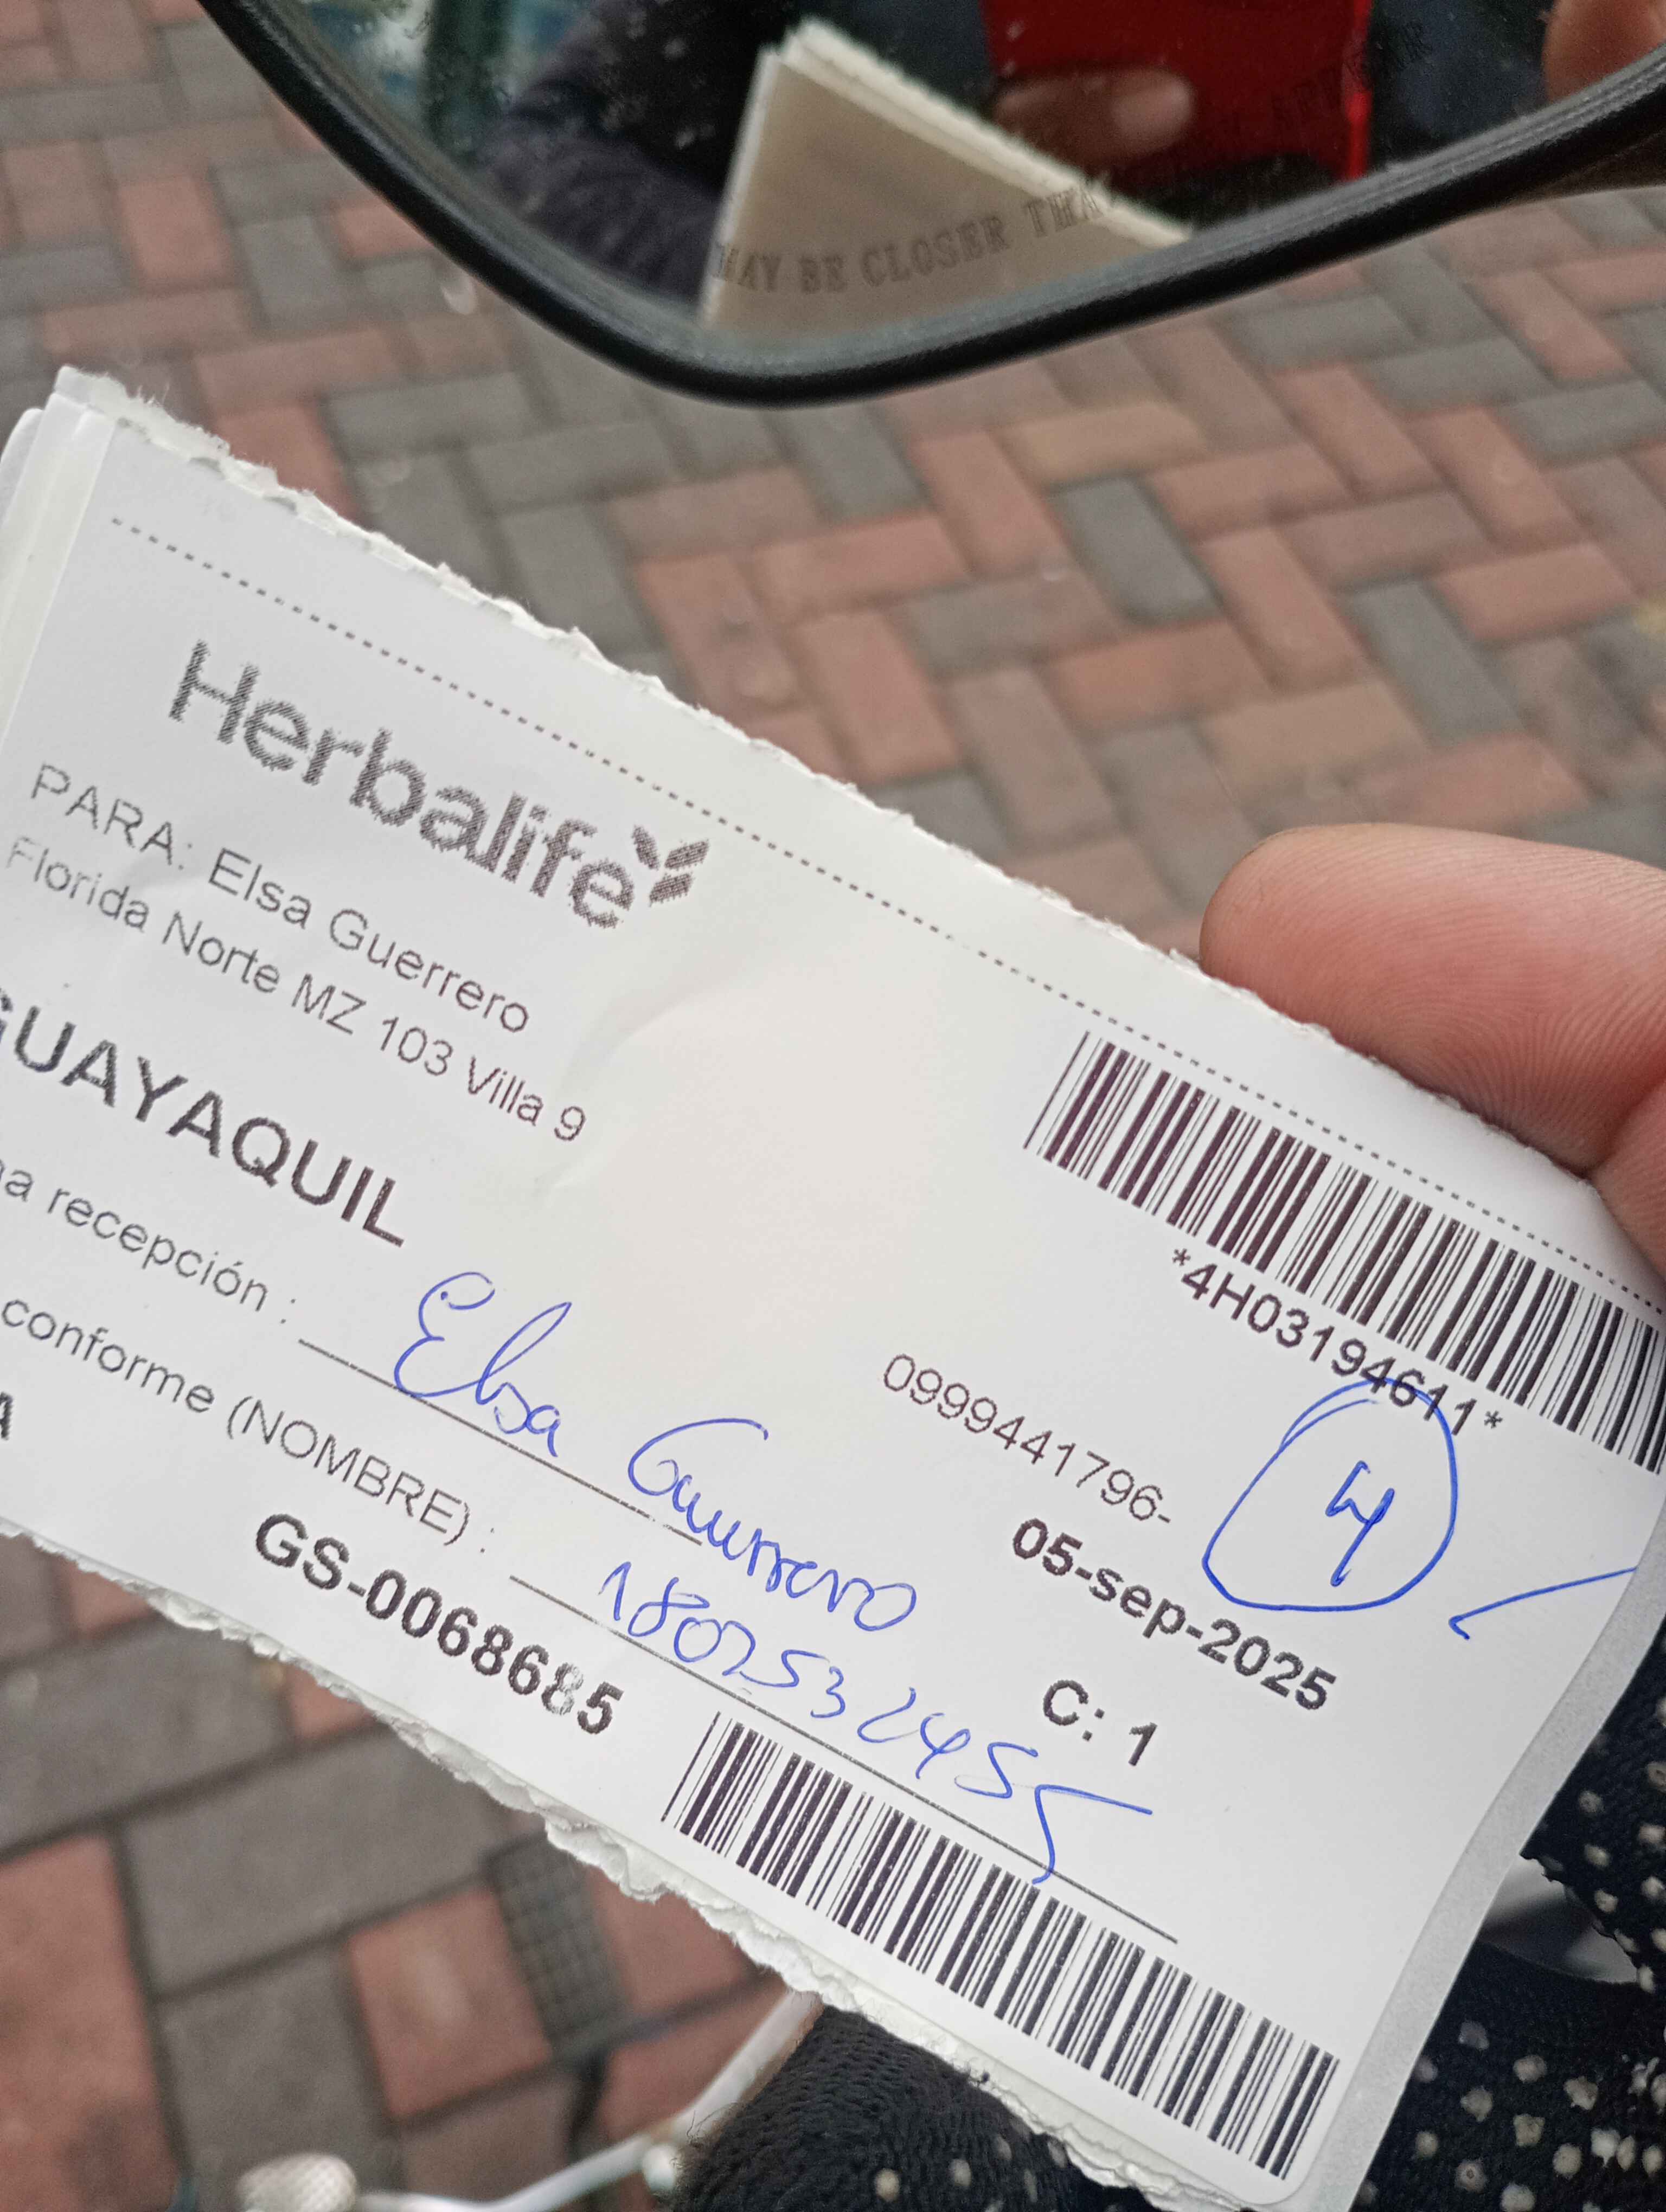 MAY BE CLOSER THA
Herbalife
PARA: Elsa Guerrero
Florida Norte MZ 103 Villa 9
GUAYAQUIL
*4H03194611*
recepción :
Elsa Guerrero
0999441796-
4
conforme (NOMBRE) :
1802532455
05-sep-2025
GS-0068685
C: 1